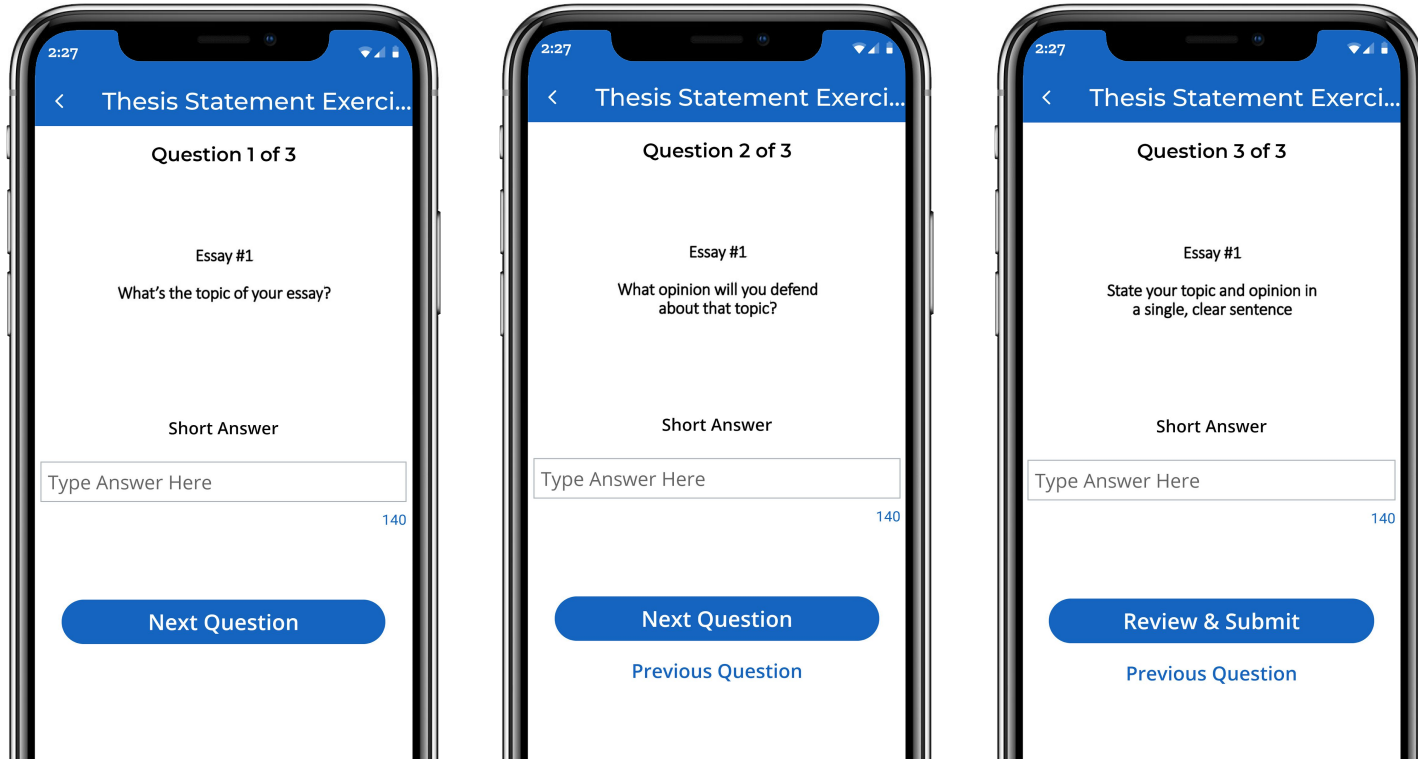 2:27
Thesis Statement Exerci...
Question 1 of 3
Essay #1
What's the topic of your essay?
Short Answer
Type Answer Here
140
Next Question
2:27
Thesis Statement Exerci...
Question 2 of 3
Essay #1
What opinion will you defend
about that topic?
Short Answer
Type Answer Here
140
Next Question
Previous Question
2:27
Thesis Statement Exerci...
Question 3 of 3
Essay #1
State your topic and opinion in
a single, clear sentence
Short Answer
Type Answer Here
140
Review & Submit
Previous Question